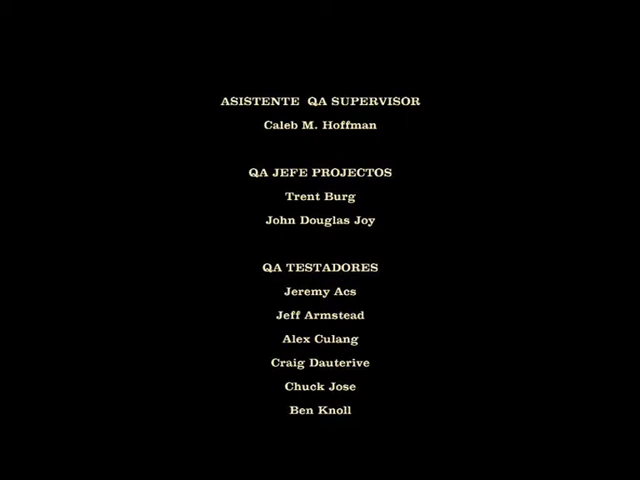 ASISTENTE QA SUPERVISOR
Caleb M. Hoffman
QA JEFE PROJECTOS
Trent Burg
John Douglas Joy
QA TESTADORES
Jeremy Acs
Jeff Armstead
Alex Culang
Craig Dauterive
Chuck Jose
Ben Knoll